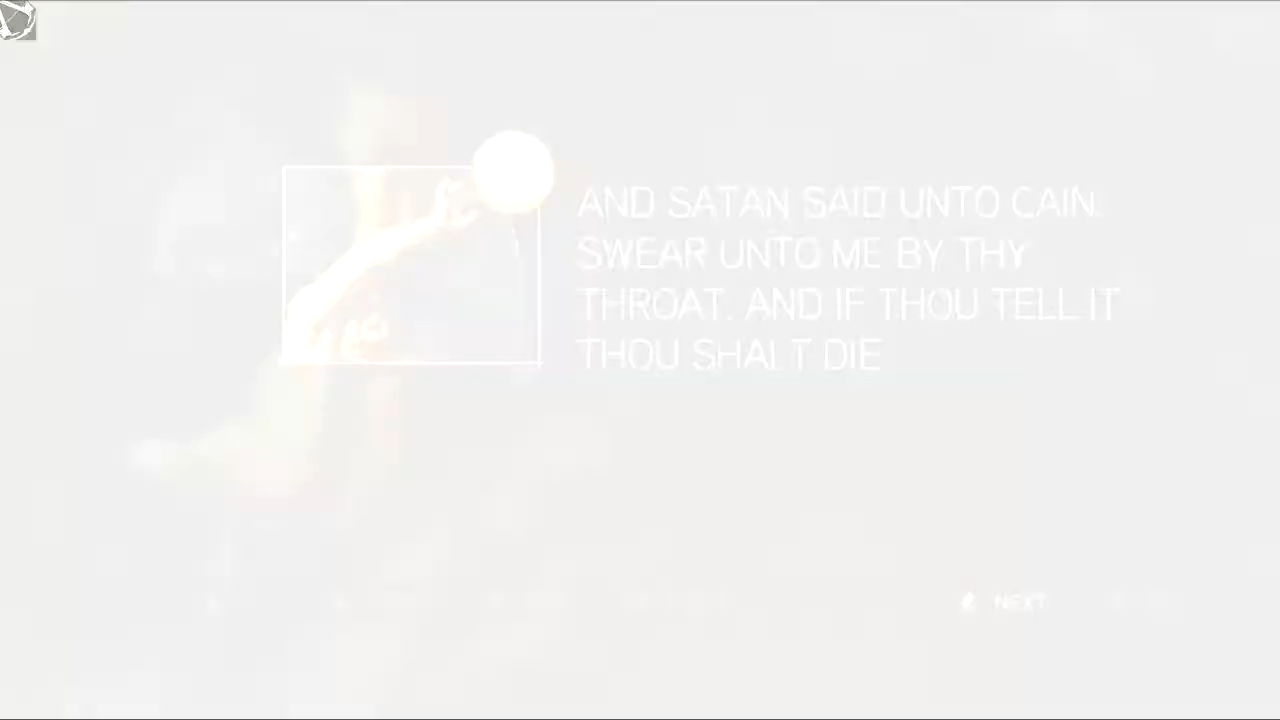 AND SATAN SAID UNTO CAIN:
SWEAR UNTO ME BY THY
THROAT. AND IF THOU TELL IT
THOU SHALT DIE
NEXT